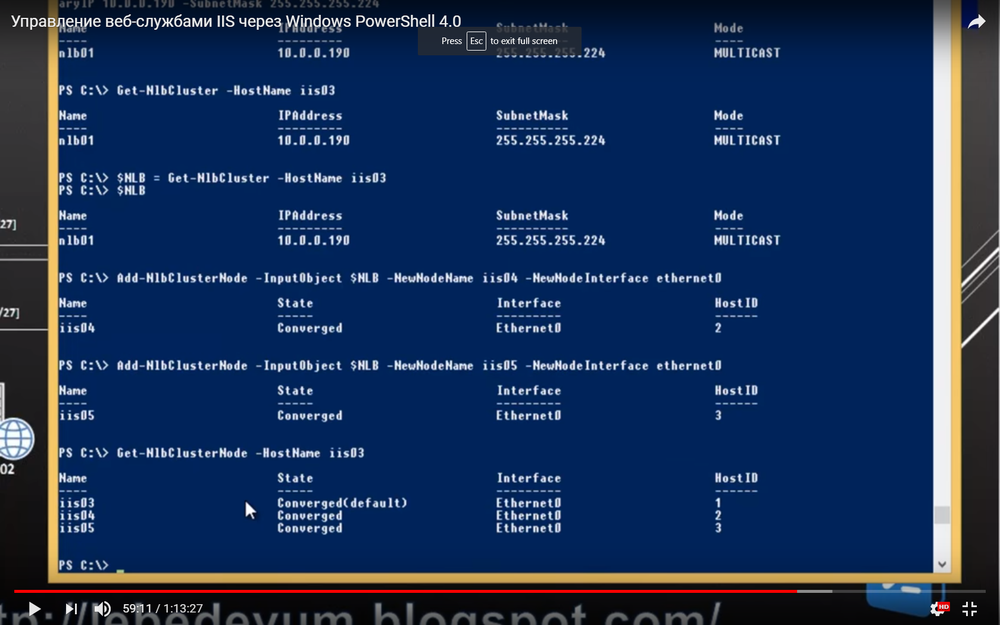 aryIP 10.0.0.190 -SubnetMask 255.255.255.224
Управление веб-службами IIS через Windows PowerShell 4.0
Name IPAddress SubnetMask Mode
---- --------- ---------- ----
Press Esc to exit full screen
nlb01 10.0.0.190 255.255.255.224 MULTICAST
PS C:\> Get-NlbCluster -HostName iis03
Name IPAddress SubnetMask Mode
---- --------- ---------- ----
nlb01 10.0.0.190 255.255.255.224 MULTICAST
PS C:\> $NLB = Get-NlbCluster -HostName iis03
PS C:\> $NLB
Name IPAddress SubnetMask Mode
---- --------- ---------- ----
nlb01 10.0.0.190 255.255.255.224 MULTICAST
27]
PS C:\> Add-NlbClusterNode -InputObject $NLB -NewNodeName iis04 -NewNodeInterface ethernet0
Name State Interface HostID
---- ----- --------- ------
iis04 Converged Ethernet0 2
/27]
PS C:\> Add-NlbClusterNode -InputObject $NLB -NewNodeName iis05 -NewNodeInterface ethernet0
Name State Interface HostID
---- ----- --------- ------
iis05 Converged Ethernet0 3
PS C:\> Get-NlbClusterNode -HostName iis03
02
Name State Interface HostID
---- ----- --------- ------
iis03 Converged(default) Ethernet0 1
iis04 Converged Ethernet0 2
iis05 Converged Ethernet0 3
PS C:\>
59:11 / 1:13:27
HD
tp://lebedevum.blogspot.com/